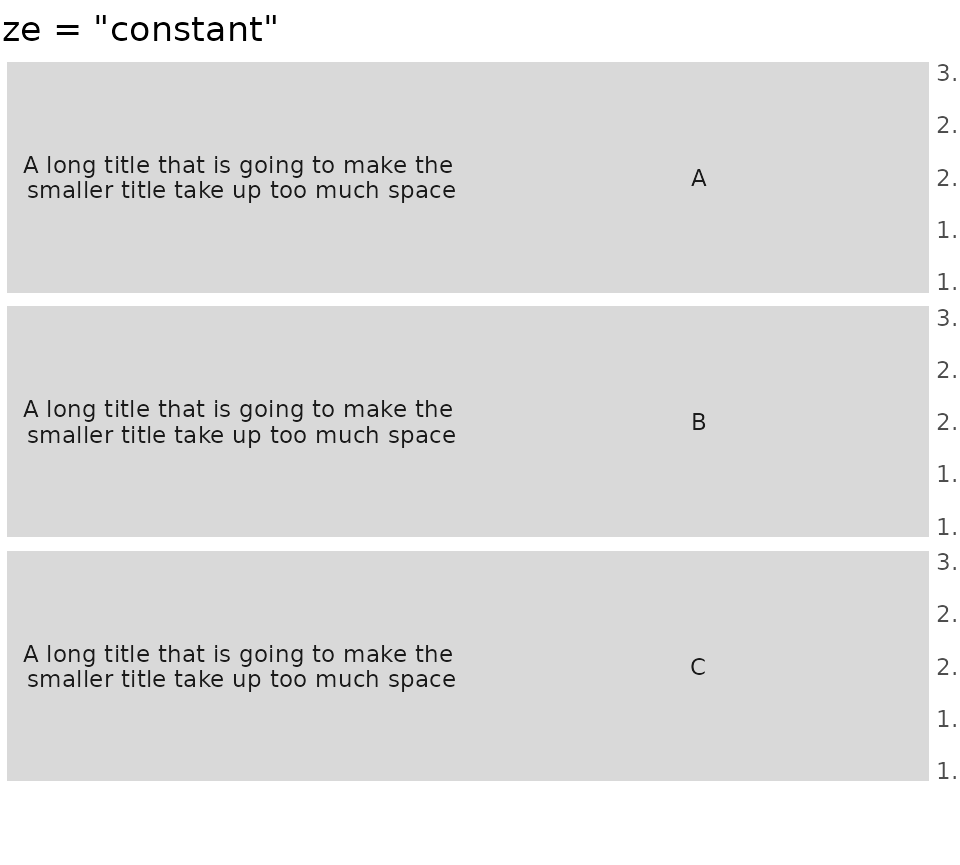 ze = "constant"
3.
2.
A long title that is going to make the
smaller title take up too much space
A
2.
1.
1.
3.
2.
A long title that is going to make the
smaller title take up too much space
B
2.
1.
1.
3.
2.
A long title that is going to make the
smaller title take up too much space
C
2.
1.
1.